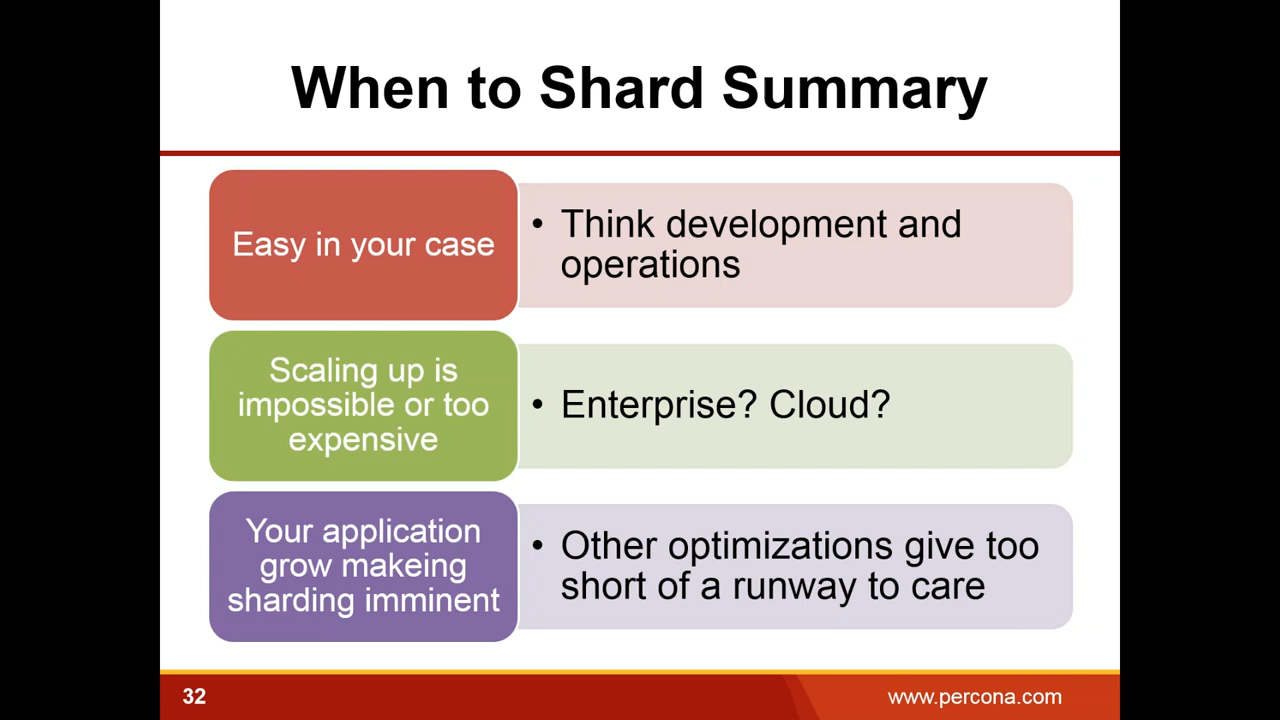 When to Shard Summary
Easy in your case
• Think development and
operations
Scaling up is
impossible or too
expensive
• Enterprise? Cloud?
Your application
grow makeing
sharding imminent
• Other optimizations give too
short of a runway to care
32
www.percona.com